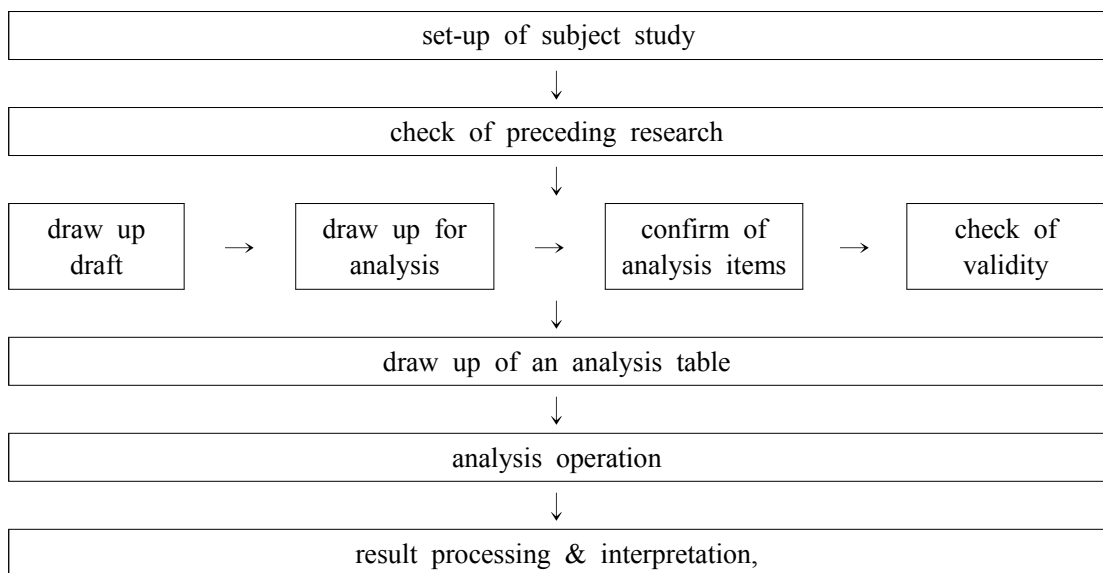 set-up of subject study
↓
check of preceding research
↓
draw up draft → draw up for analysis → confirm of analysis items → check of validity
↓
draw up of an analysis table
↓
analysis operation
↓
result processing & interpretation,